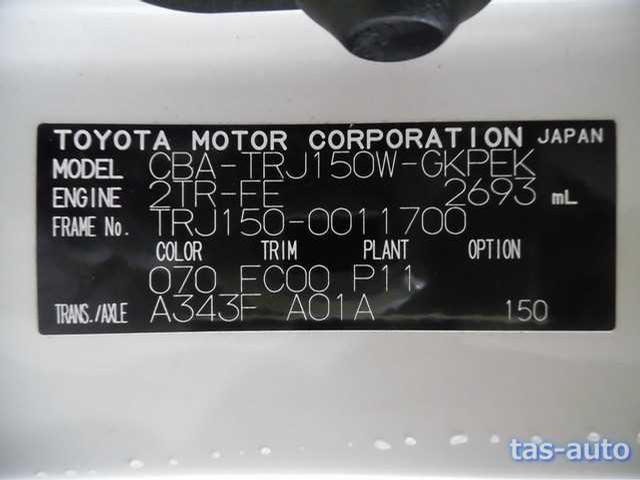 TOYOTA MOTOR CORPORATION JAPAN
MODEL CBA-TRJ150W-GKPEK
ENGINE 2TR-FE 2693 mL
FRAME No. TRJ150-0011700
COLOR TRIM PLANT OPTION
070 FC00 P11
TRANS./AXLE A343F A01A 150
tas-auto